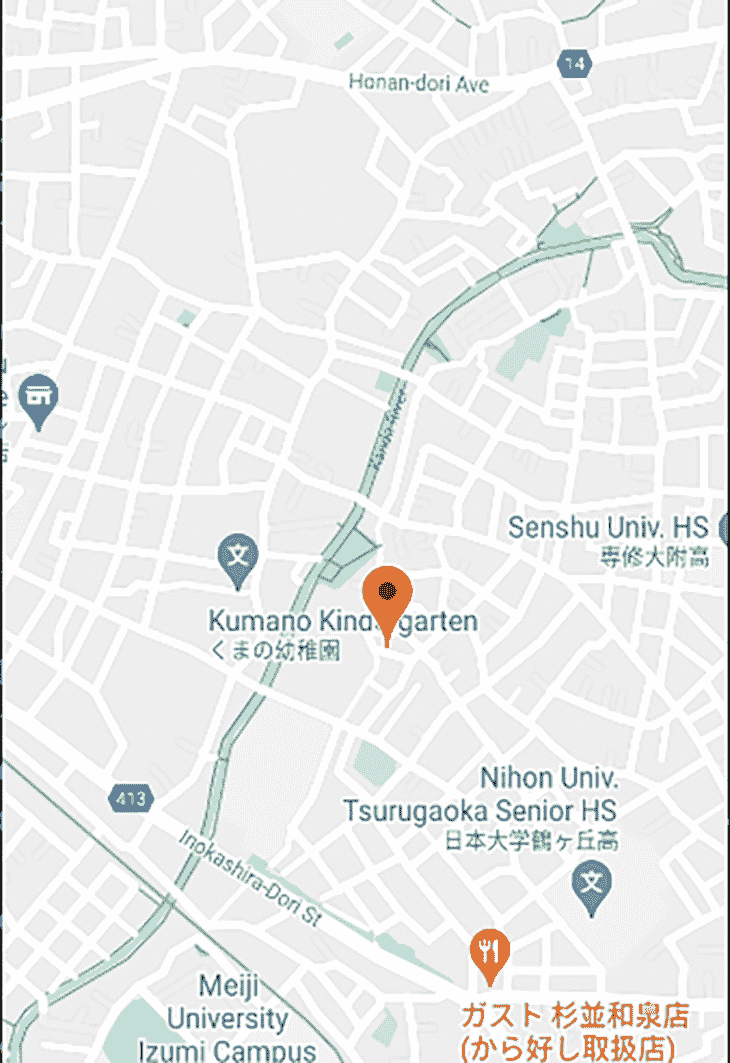 Honan-dori Ave
14
Kanda River
Senshu Univ. HS
専修大附高
Kumano Kindergarten
くまの幼稚園
Nihon Univ.
Tsurugaoka Senior HS
日本大学鶴ヶ丘高
413
Inokashira-Dori St
Meiji
University
Izumi Campus
ガスト 杉並和泉店
(から好し取扱店)